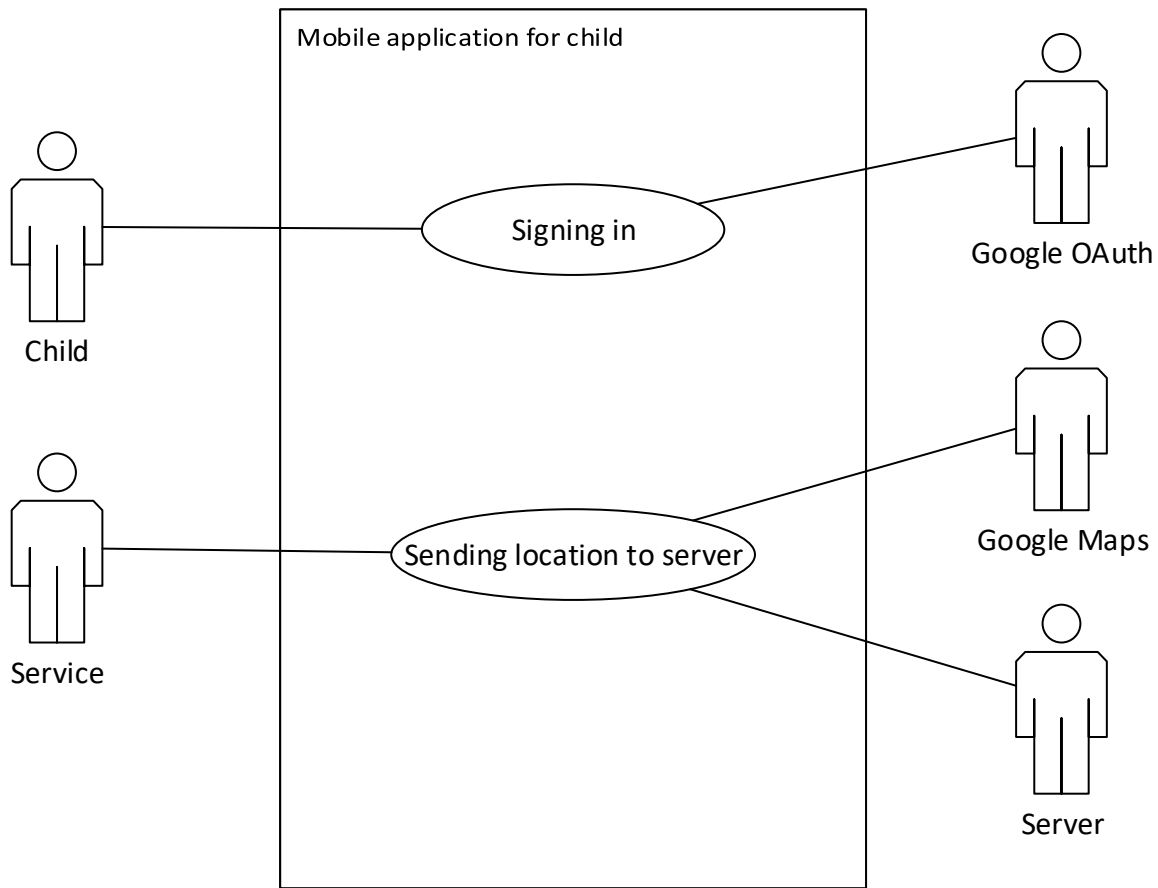 Mobile application for child
Signing in
Google OAuth
Child
Google Maps
Sending location to server
Service
Server